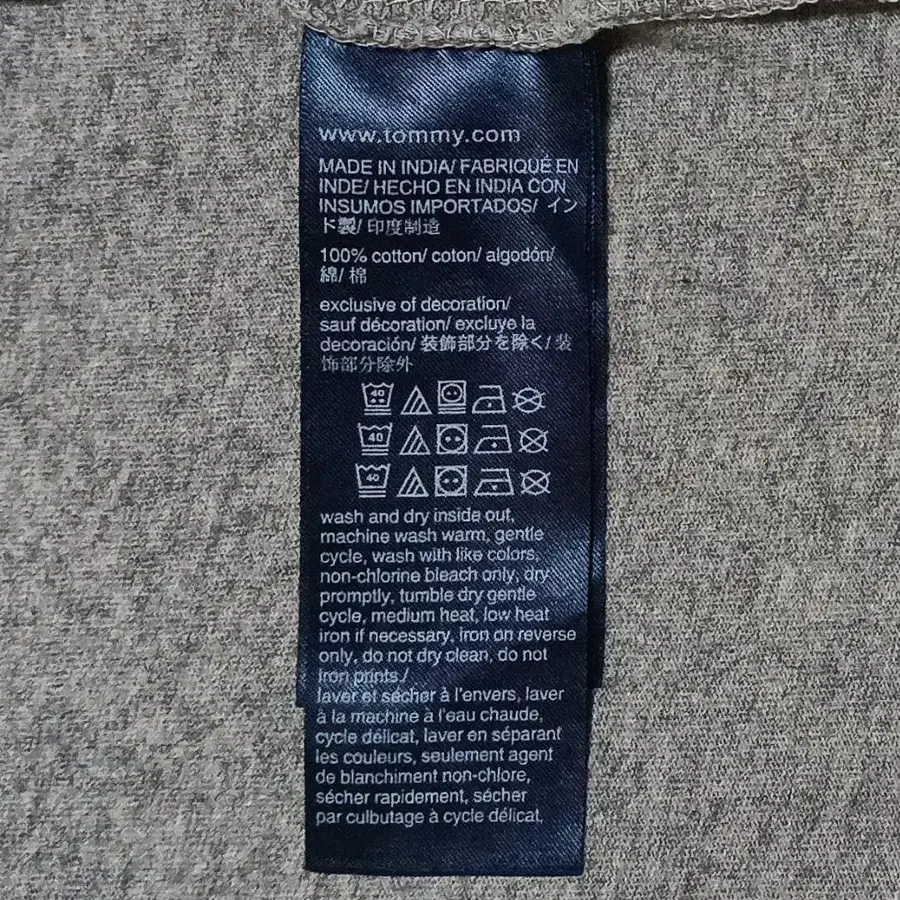 www.tommy.com
MADE IN INDIA/ FABRIQUÉ EN
INDE/ HECHO EN INDIA CON
INSUMOS IMPORTADOS/ イン
ド製/ 印度制造
100% cotton/ coton/ algodón/
綿/ 棉
exclusive of decoration/
sauf décoration/ excluye la
decoración/ 装飾部分を除く/ 装
饰部分除外
40
40
40
wash and dry inside out,
machine wash warm, gentle
cycle, wash with like colors,
non-chlorine bleach only, dry
promptly, tumble dry gentle
cycle, medium heat, low heat
iron if necessary, iron on reverse
only, do not dry clean, do not
iron prints./
laver et sécher à l'envers, laver
à la machine à l'eau chaude,
cycle délicat, laver en séparant
les couleurs, seulement agent
de blanchiment non-chlore,
sécher rapidement, sécher
par culbutage à cycle délicat,